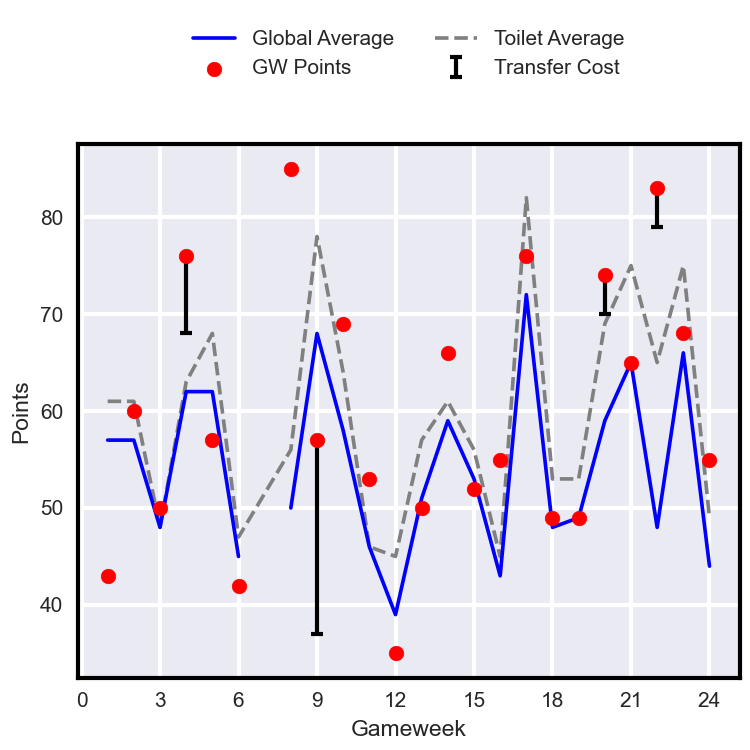 Global Average
Toilet Average
GW Points
Transfer Cost
80
70
60
50
40
Points
0 3 6 9 12 15 18 21 24
Gameweek